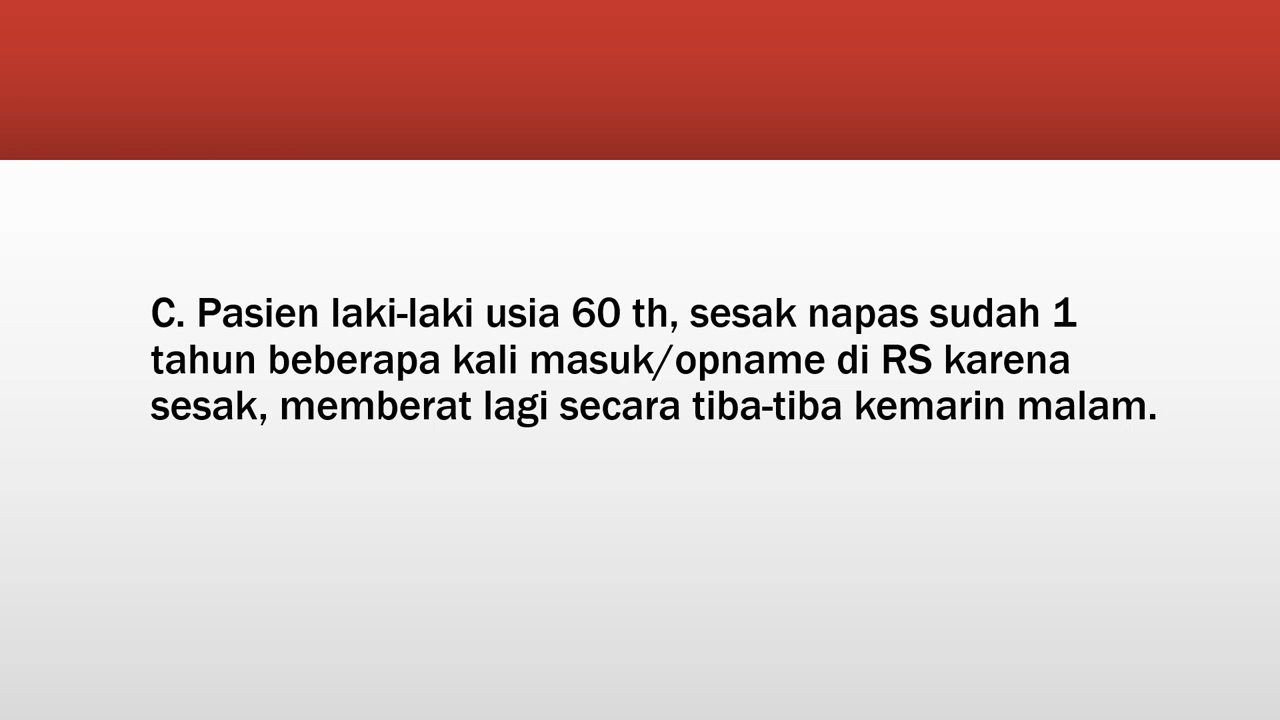 C. Pasien laki-laki usia 60 th, sesak napas sudah 1
tahun beberapa kali masuk/opname di RS karena
sesak, memberat lagi secara tiba-tiba kemarin malam.